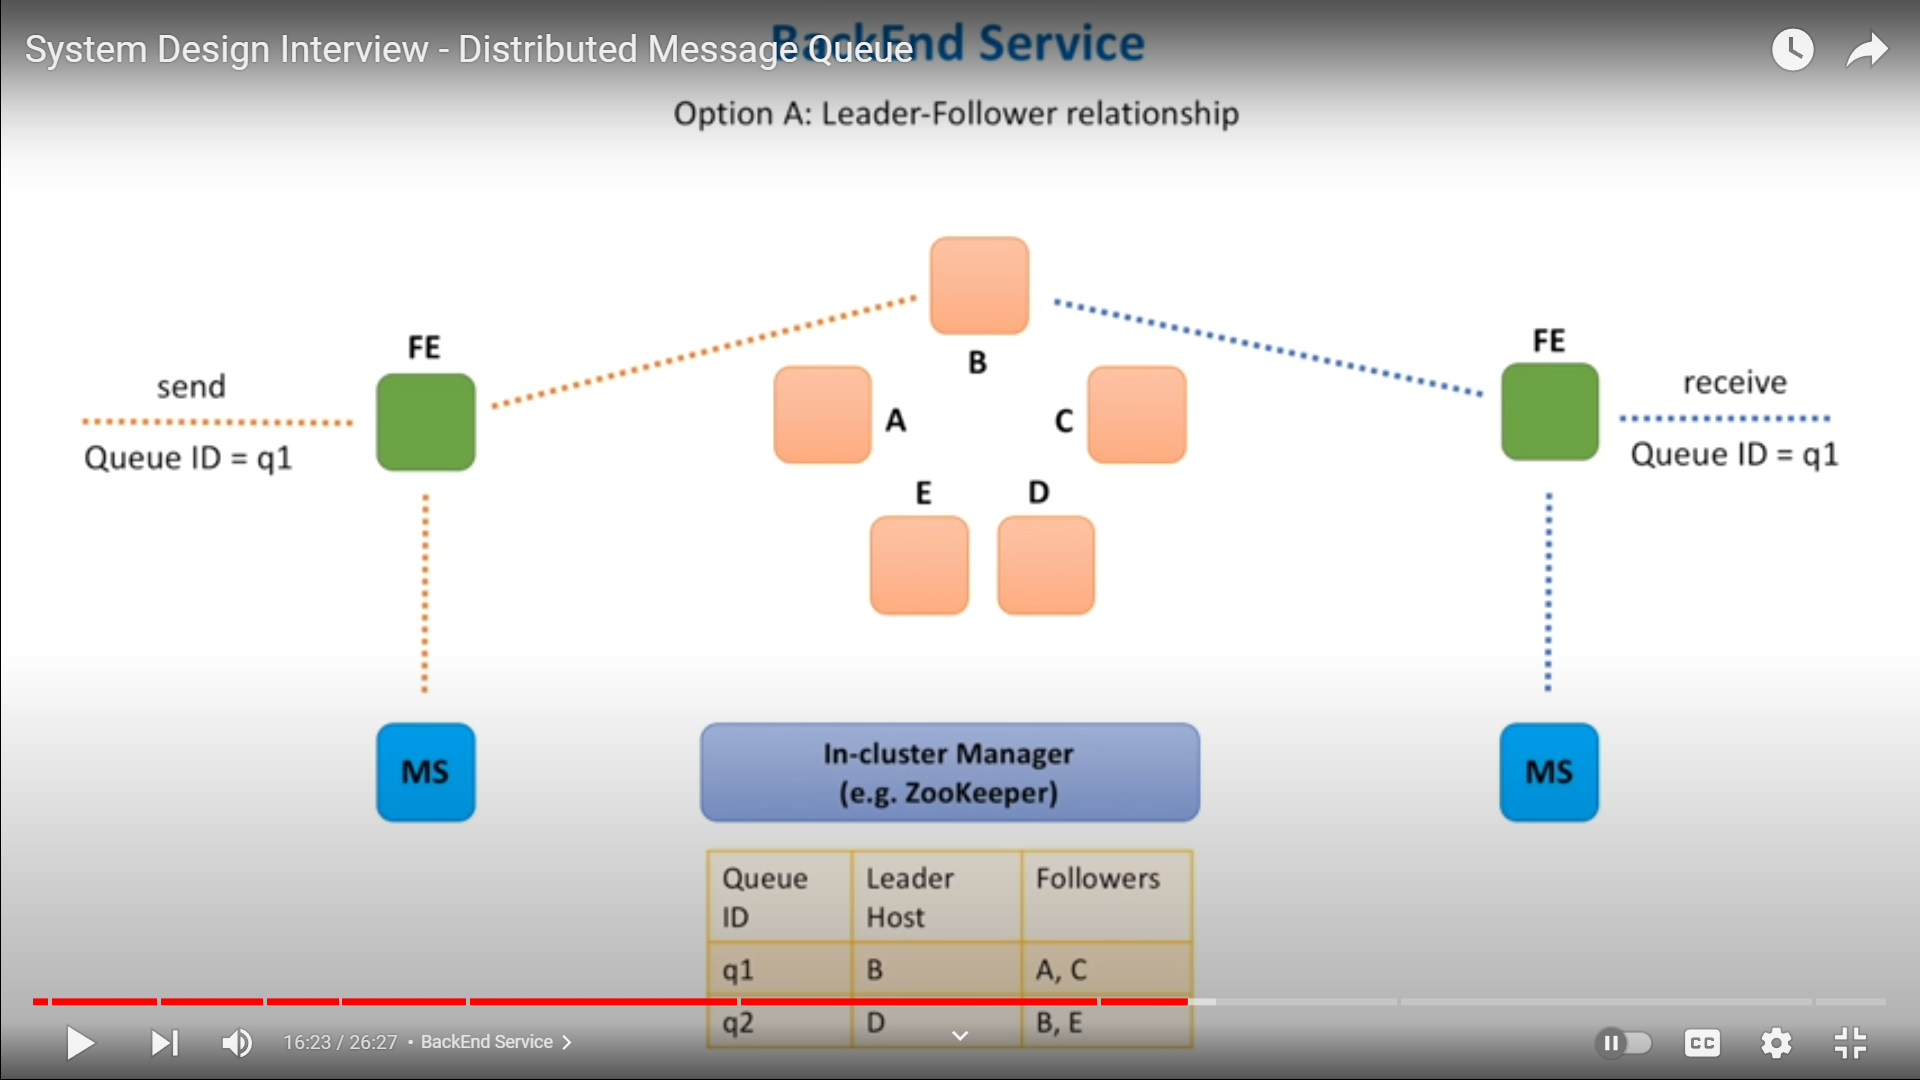 BackEnd Service
System Design Interview - Distributed Message Queue
Option A: Leader-Follower relationship
FE
send
Queue ID = q1
B
A
C
E
D
FE
receive
Queue ID = q1
MS
In-cluster Manager
(e.g. ZooKeeper)
MS
Queue ID
Leader Host
Followers
q1
B
A, C
q2
D
B, E
16:23 / 26:27 • BackEnd Service
CC